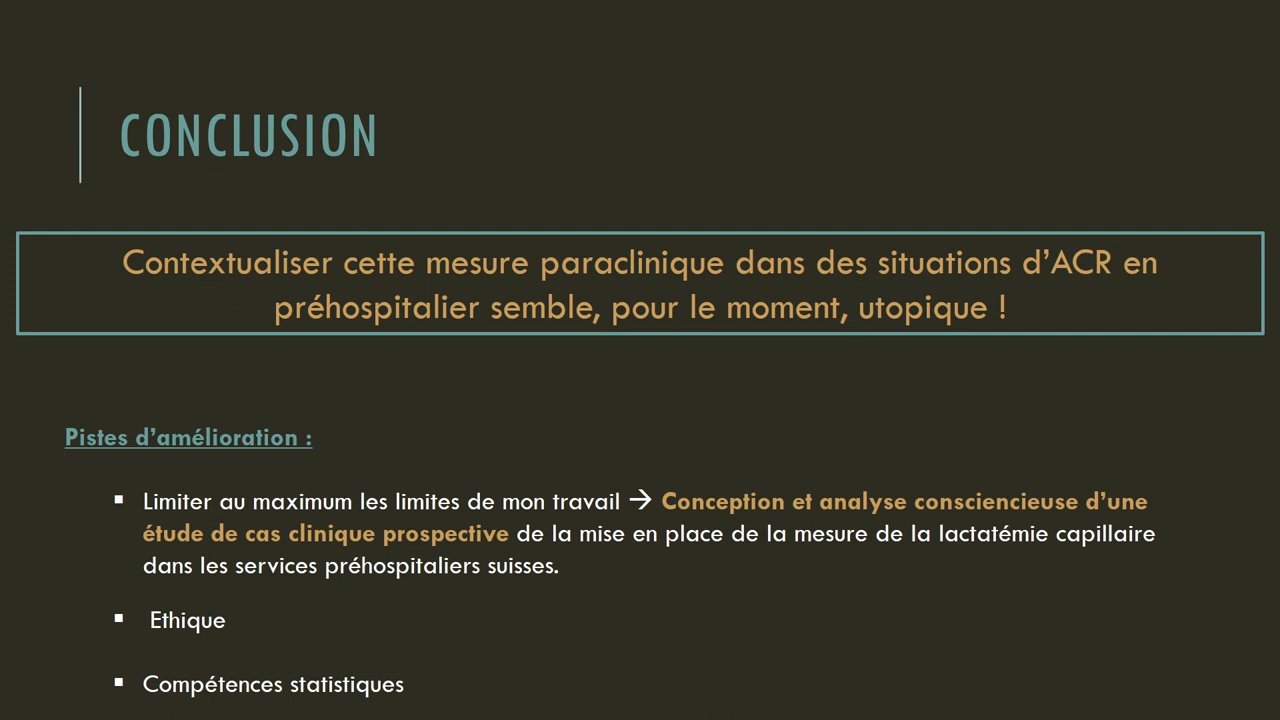 CONCLUSION
Contextualiser cette mesure paraclinique dans des situations d’ACR en
préhospitalier semble, pour le moment, utopique !
Pistes d’amélioration :
▪ Limiter au maximum les limites de mon travail → Conception et analyse consciencieuse d’une
étude de cas clinique prospective de la mise en place de la mesure de la lactatémie capillaire
dans les services préhospitaliers suisses.
▪ Ethique
▪ Compétences statistiques